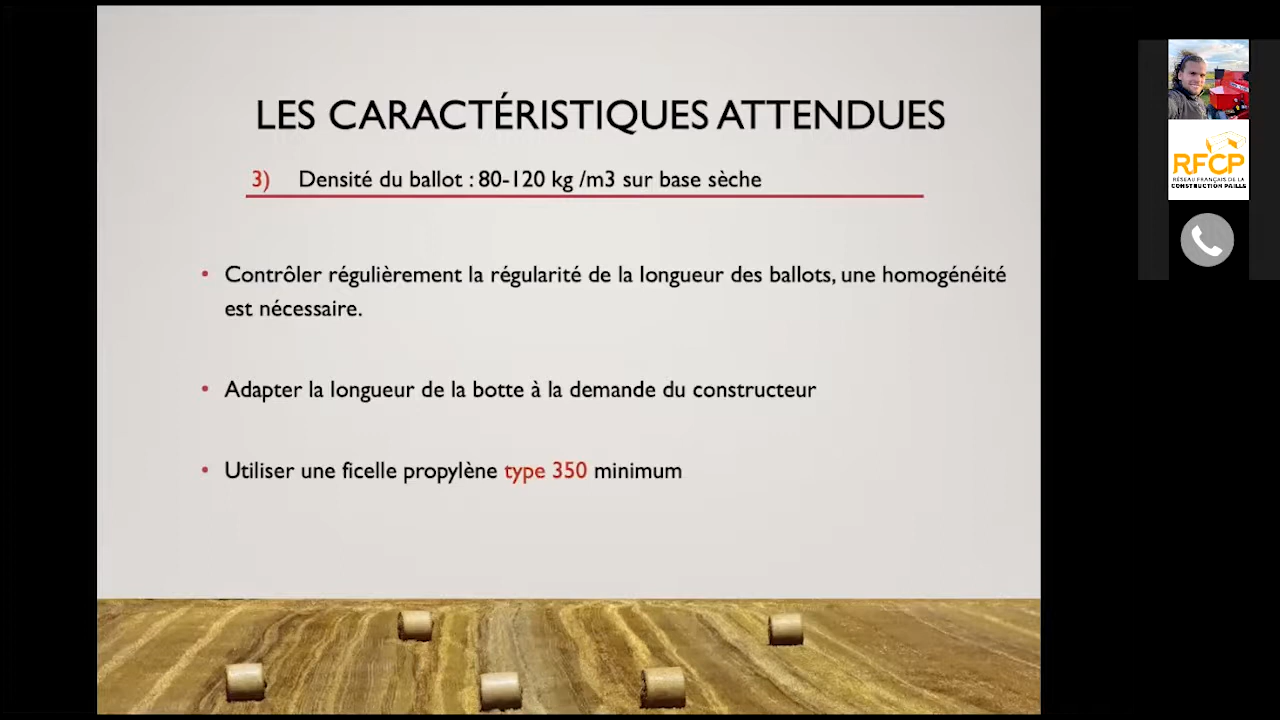 LES CARACTÉRISTIQUES ATTENDUES
3) Densité du ballot : 80-120 kg /m3 sur base sèche
• Contrôler régulièrement la régularité de la longueur des ballots, une homogénéité
est nécessaire.
• Adapter la longueur de la botte à la demande du constructeur
• Utiliser une ficelle propylène type 350 minimum
RFCP
RÉSEAU FRANÇAIS DE LA
CONSTRUCTION PAILLE